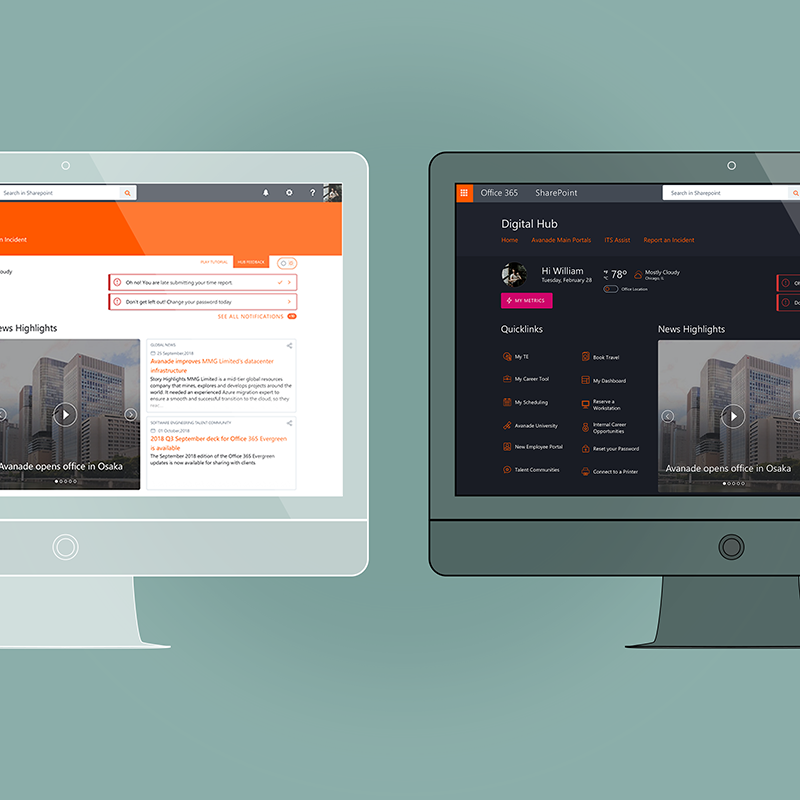 Search in Sharepoint
?
n Incident
oudy
PLAY TUTORIAL
HUB FEEDBACK
Oh no! You are late submitting your time report.
Don't get left out! Change your password today
SEE ALL NOTIFICATIONS
ews Highlights
Avanade opens office in Osaka
GLOBAL NEWS
25 September,2018
Avanade improves MMG Limited's datacenter
infrastructure
Story Highlights MMG Limited is a mid-tier global resources
company that mines, explores and develops projects around the
world. It needed an experienced Azure migration expert to
ensure a smooth and successful transition to the cloud, so they
SOFTWARE ENGINEERING TALENT COMMUNITY
01 October,2018
2018 Q3 September deck for Office 365 Evergreen
is available
The September 2018 edition of the Office 365 Evergreen
updates is now available for sharing with clients
Office 365
SharePoint
Search in Sharepoint
Digital Hub
Home
Avanade Main Portals
ITS Assist
Report an Incident
Hi William
Tuesday, February 28
MY METRICS
°F
°C
78º
Mostly Cloudy
Chicago, IL
Office Location
Oh
Do
Quicklinks
My TE
My Career Tool
My Scheduling
Avanade University
New Employee Portal
Talent Communities
Book Travel
My Dashboard
Reserve a
Workstation
Internal Career
Opportunities
Reset your Password
Connect to a Printer
News Highlights
Avanade opens office in Osaka